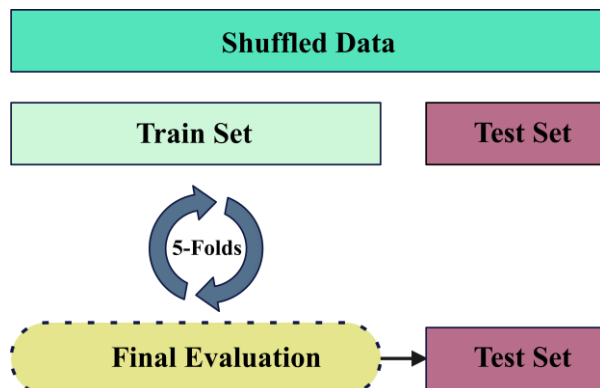 Shuffled Data
Train Set
Test Set
5-Folds
Final Evaluation
Test Set